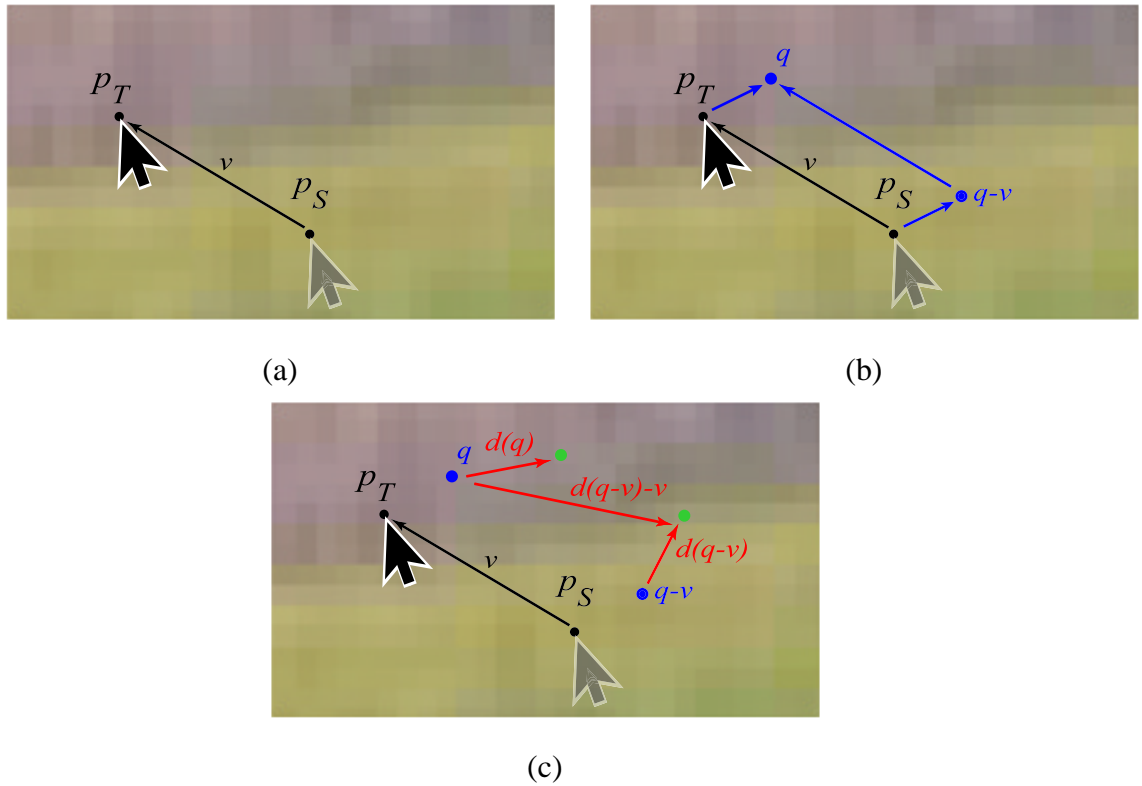 p_T
v
p_S
(a)
q
p_T
v
p_S
q-v
(b)
q
d(q)
p_T
d(q-v)-v
v
d(q-v)
p_S
q-v
(c)